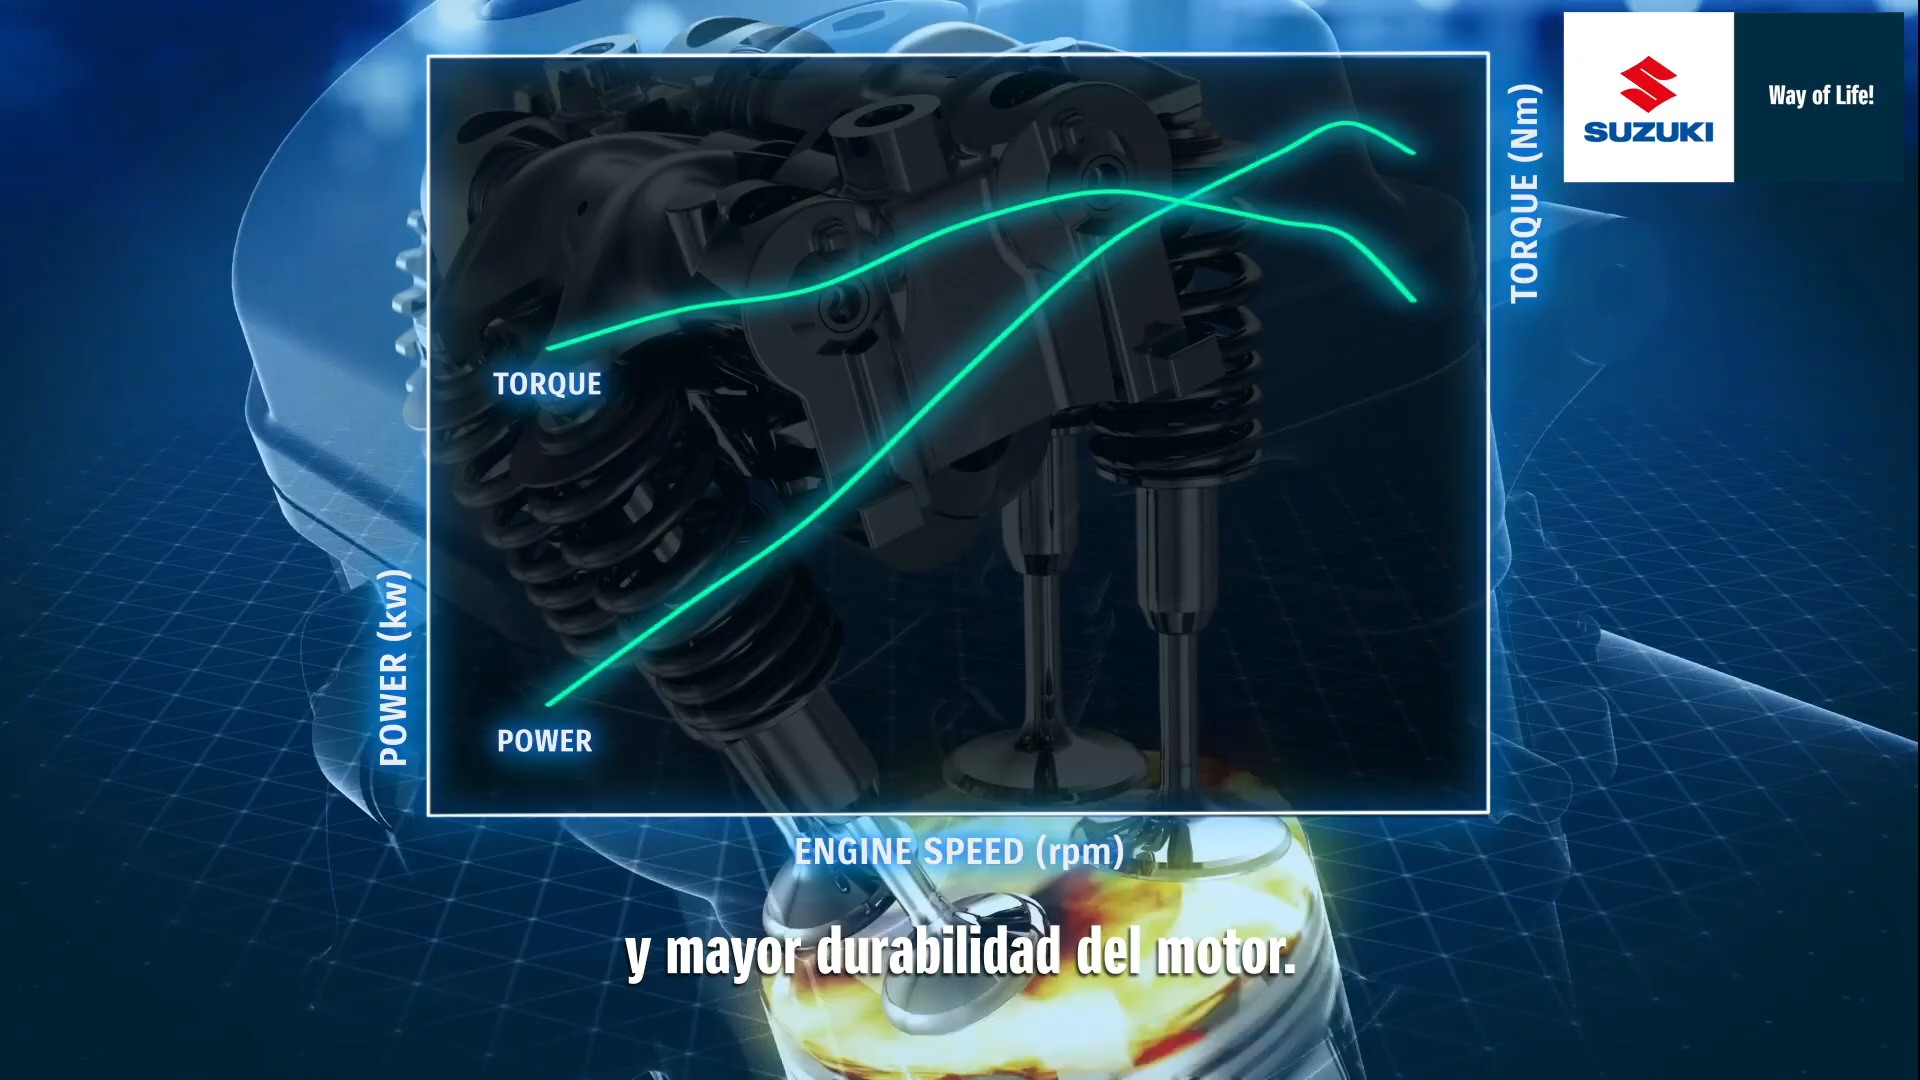 SUZUKI
Way of Life!
TORQUE (Nm)
TORQUE
POWER (kw)
POWER
ENGINE SPEED (rpm)
y mayor durabilidad del motor.